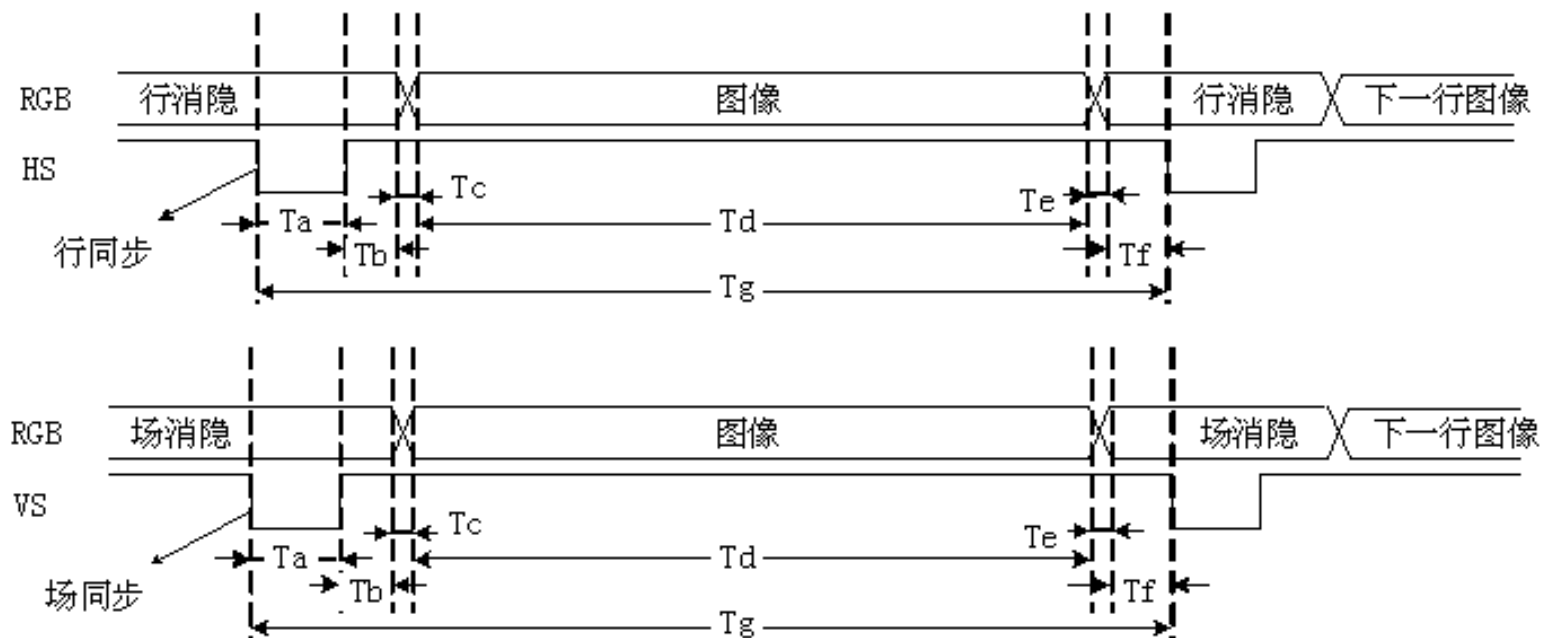 RGB 行消隐 图像 行消隐 下一行图像
HS
Tc Te
Ta Td
行同步 Tb Tf
Tg
RGB 场消隐 图像 场消隐 下一行图像
VS
Tc Te
Ta Td
场同步 Tb Tf
Tg